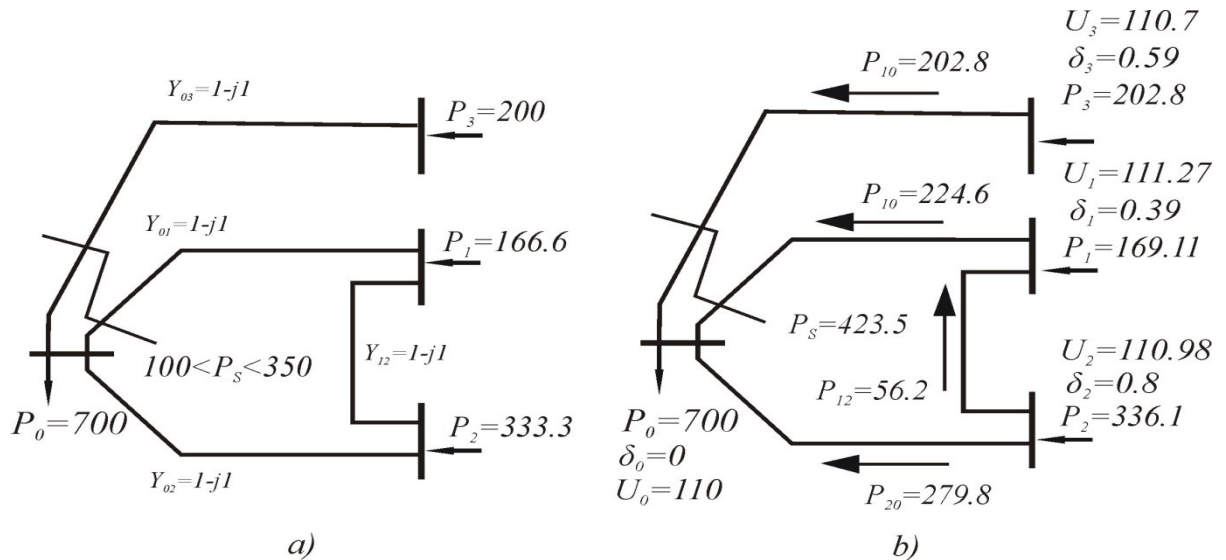 Y₀₃=1-j1
P₃=200
Y₀₁=1-j1
P₁=166.6
100<P_S<350
Y₁₂=1-j1
P₀=700
P₂=333.3
Y₀₂=1-j1
a)
U₃=110.7
P₁₀=202.8
δ₃=0.59
P₃=202.8
P₁₀=224.6
U₁=111.27
δ₁=0.39
P₁=169.11
P_S=423.5
U₂=110.98
P₁₂=56.2
δ₂=0.8
P₀=700
P₂=336.1
δ₀=0
U₀=110
P₂₀=279.8
b)